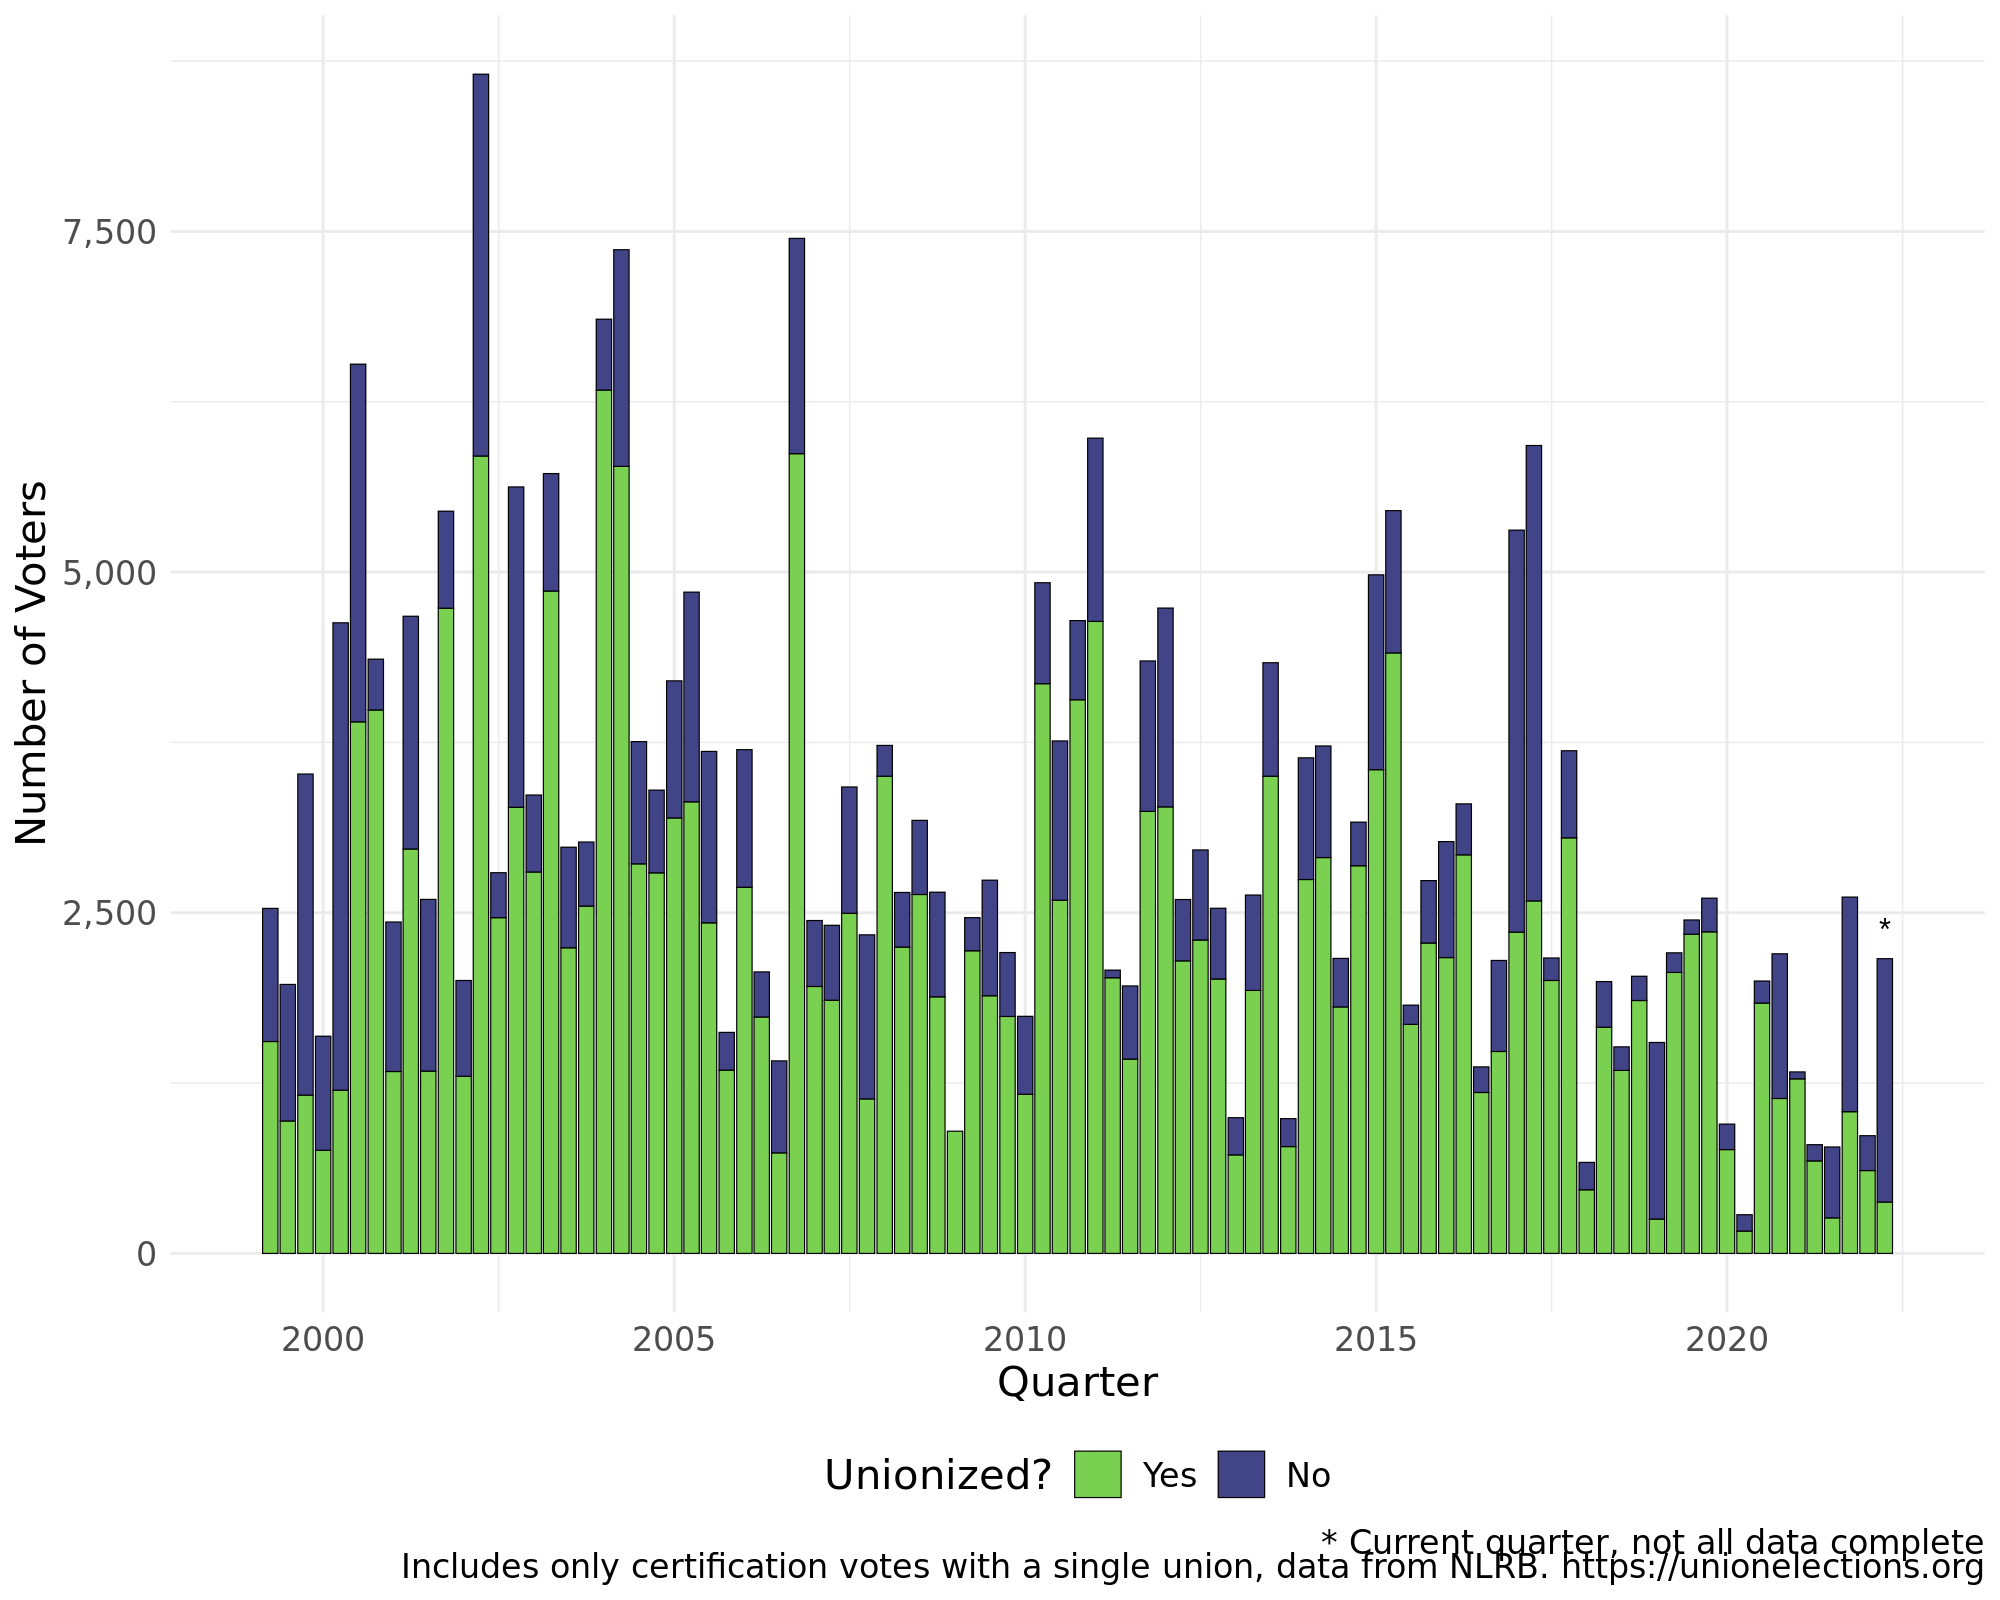 7,500
5,000
2,500
0
Number of Voters
*
2000 2005 2010 2015 2020
Quarter
Unionized? Yes No
* Current quarter, not all data complete
Includes only certification votes with a single union, data from NLRB. https://unionelections.org